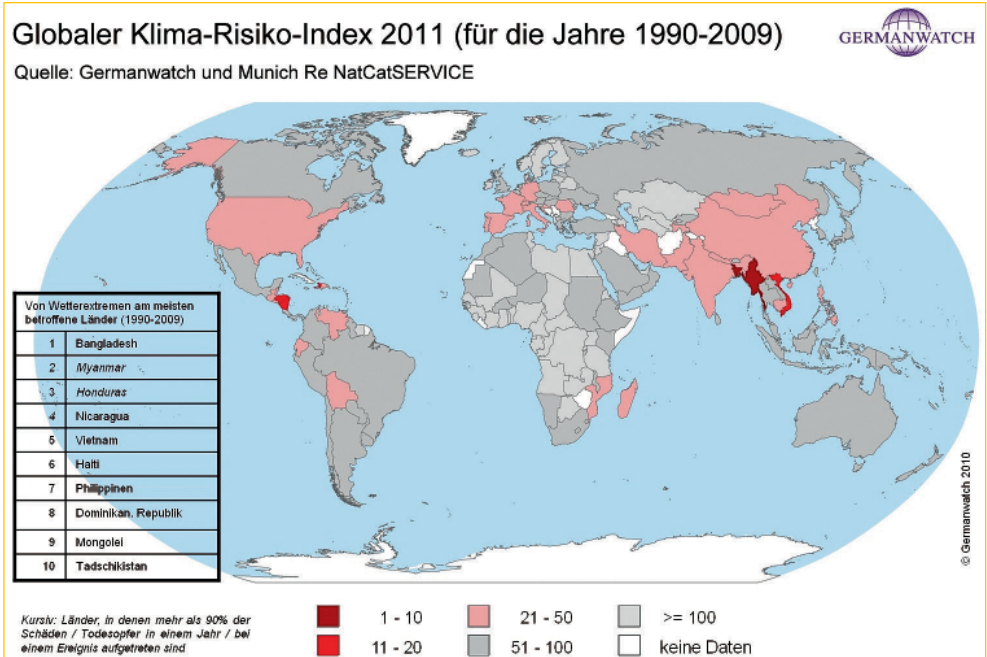 Globaler Klima-Risiko-Index 2011 (für die Jahre 1990-2009)
GERMANWATCH
Quelle: Germanwatch und Munich Re NatCatSERVICE
Von Wetterextremen am meisten
betroffene Länder (1990-2009)
1 Bangladesh
2 Myanmar
3 Honduras
4 Nicaragua
5 Vietnam
6 Haiti
7 Philippinen
8 Dominikan. Republik
9 Mongolei
10 Tadschikistan
© Germanwatch 2010
Kursiv: Länder, in denen mehr als 90% der
Schäden / Todesopfer in einem Jahr / bei
einem Ereignis aufgetreten sind
1 - 10 21 - 50 >= 100
11 - 20 51 - 100 keine Daten